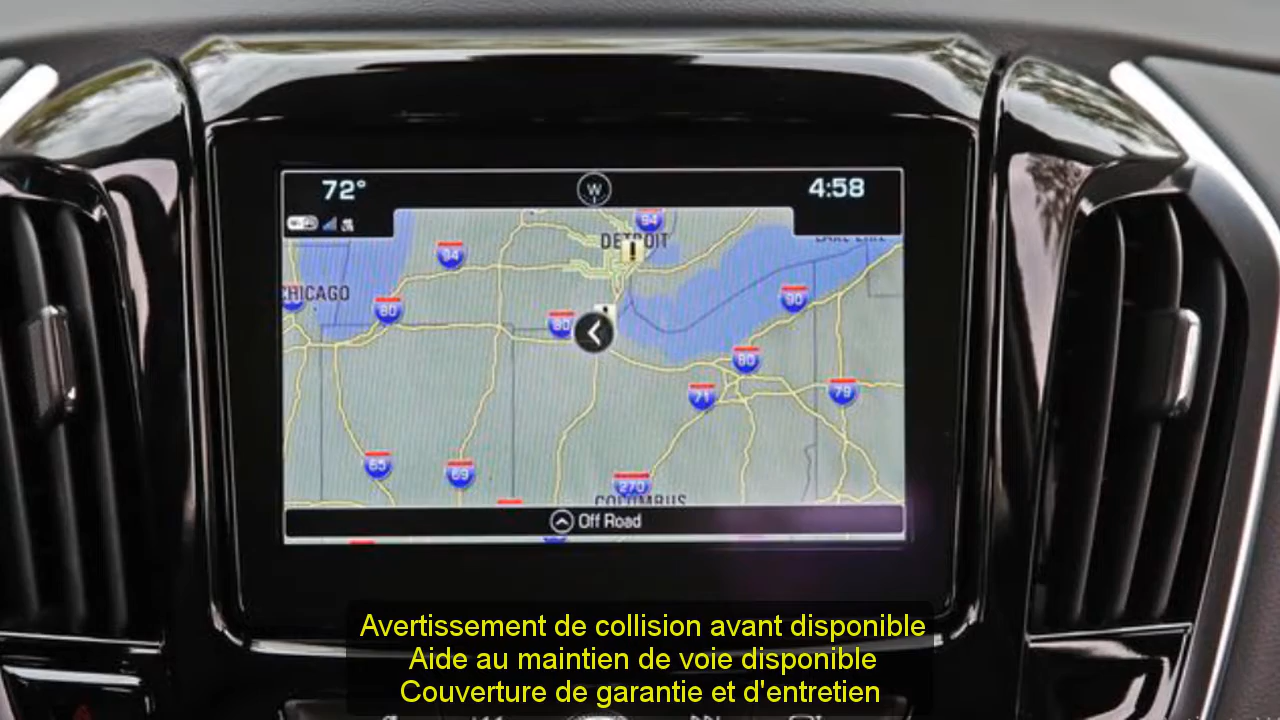 72°
W
4:58
94
DETROIT
94
CHICAGO
80
80
90
80
71
79
65
69
270
COLUMBUS
Off Road
Avertissement de collision avant disponible
Aide au maintien de voie disponible
Couverture de garantie et d'entretien